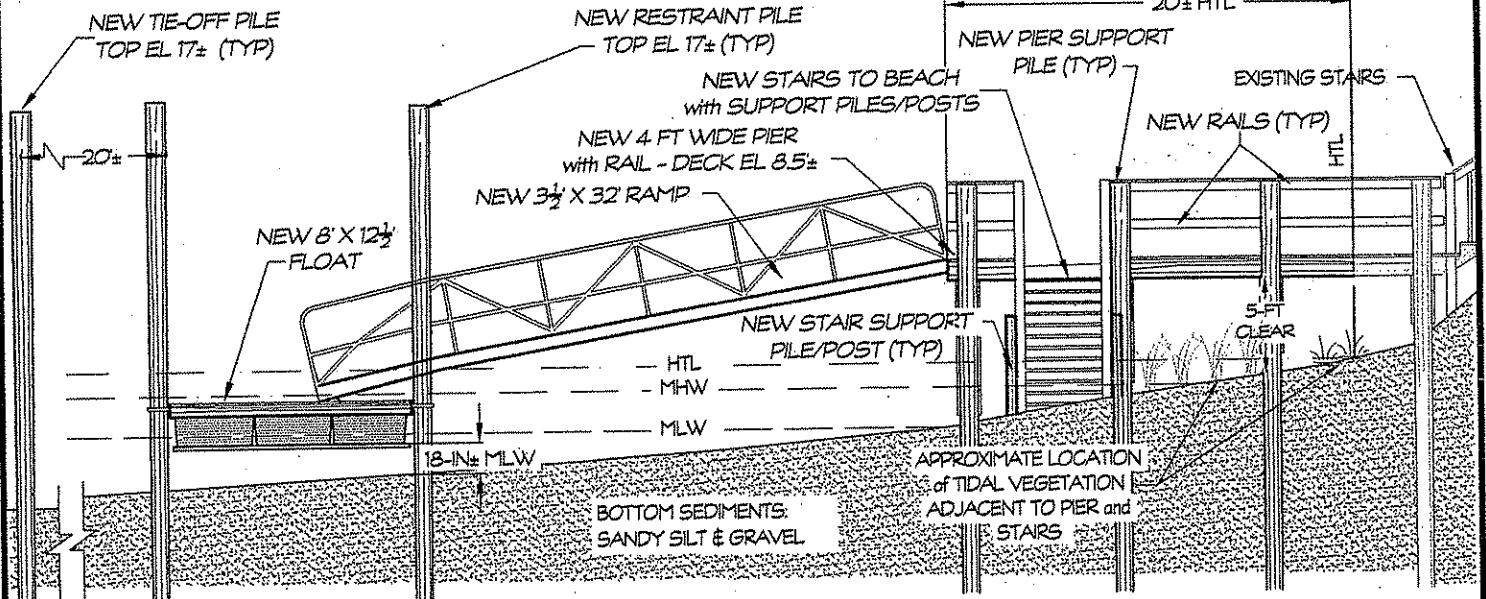 NEW TIE-OFF PILE
TOP EL 17± (TYP)
NEW RESTRAINT PILE
TOP EL 17± (TYP)
20'± HTL
NEW PIER SUPPORT
PILE (TYP)
NEW STAIRS TO BEACH
with SUPPORT PILES/POSTS
EXISTING STAIRS
NEW RAILS (TYP)
HTL
20'±
NEW 4 FT WIDE PIER
with RAIL - DECK EL 8.5'±
NEW 3½' X 32' RAMP
NEW 8' X 12½'
FLOAT
5-FT
CLEAR
NEW STAIR SUPPORT
PILE/POST (TYP)
HTL
MHW
MLW
18-IN± MLW
APPROXIMATE LOCATION
of TIDAL VEGETATION
ADJACENT TO PIER and
STAIRS
BOTTOM SEDIMENTS:
SANDY SILT & GRAVEL